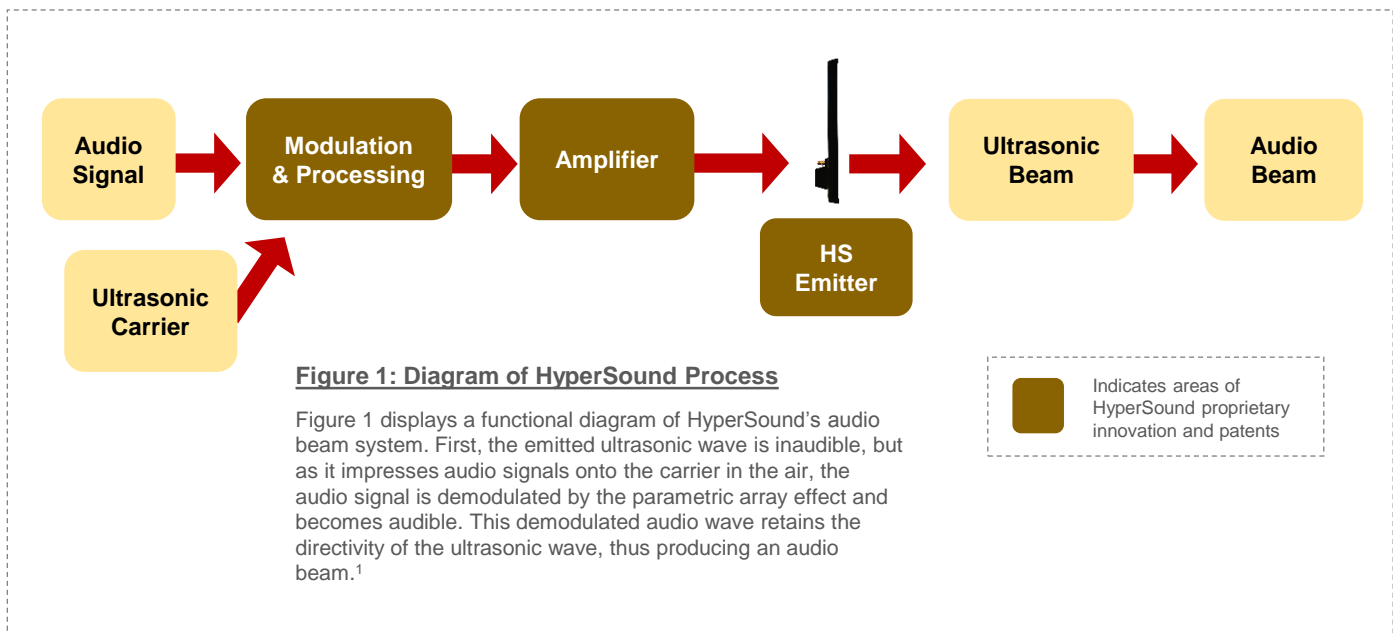 Audio
Signal
Modulation
& Processing
Amplifier
Ultrasonic
Beam
Audio
Beam
HS
Emitter
Ultrasonic
Carrier
Figure 1: Diagram of HyperSound Process
Figure 1 displays a functional diagram of HyperSound’s audio
beam system. First, the emitted ultrasonic wave is inaudible, but
as it impresses audio signals onto the carrier in the air, the
audio signal is demodulated by the parametric array effect and
becomes audible. This demodulated audio wave retains the
directivity of the ultrasonic wave, thus producing an audio
beam.¹
Indicates areas of
HyperSound proprietary
innovation and patents